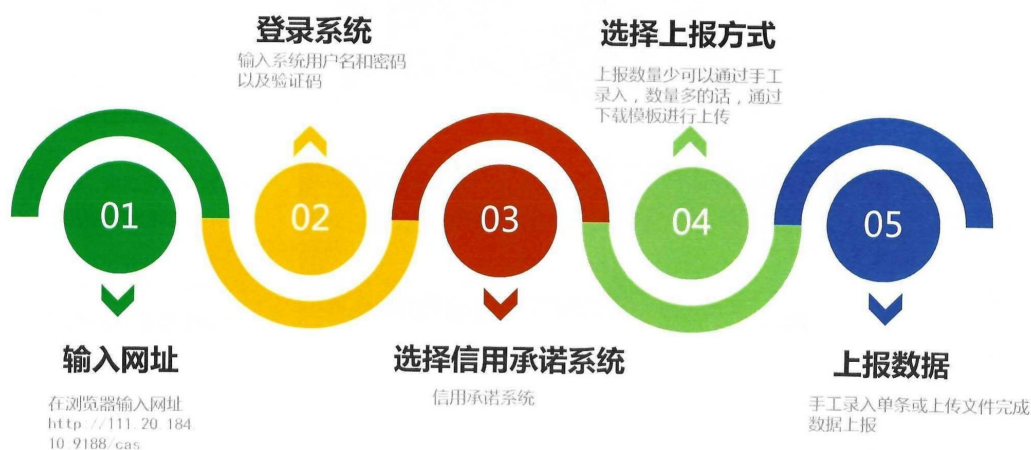 登录系统
输入系统用户名和密码
以及验证码
选择上报方式
上报数量少可以通过手工
录入，数量多的话，通过
下载模板进行上传
01
02
03
04
05
输入网址
在浏览器输入网址
http://111.20.184.
10 9188/cas
选择信用承诺系统
信用承诺系统
上报数据
手工录入单条或上传文件完成
数据上报